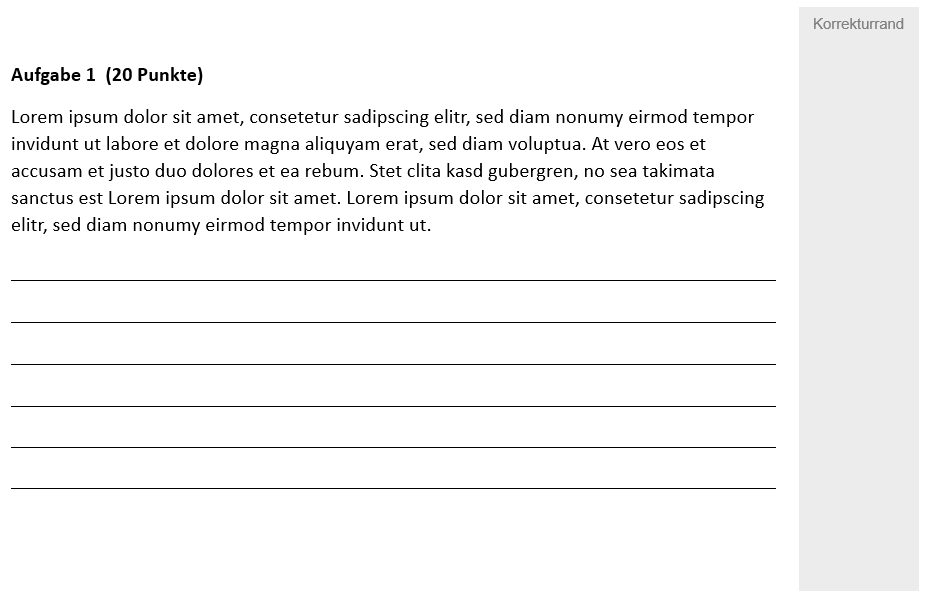 Korrekturrand
Aufgabe 1  (20 Punkte)
Lorem ipsum dolor sit amet, consetetur sadipscing elitr, sed diam nonumy eirmod tempor
invidunt ut labore et dolore magna aliquyam erat, sed diam voluptua. At vero eos et
accusam et justo duo dolores et ea rebum. Stet clita kasd gubergren, no sea takimata
sanctus est Lorem ipsum dolor sit amet. Lorem ipsum dolor sit amet, consetetur sadipscing
elitr, sed diam nonumy eirmod tempor invidunt ut.